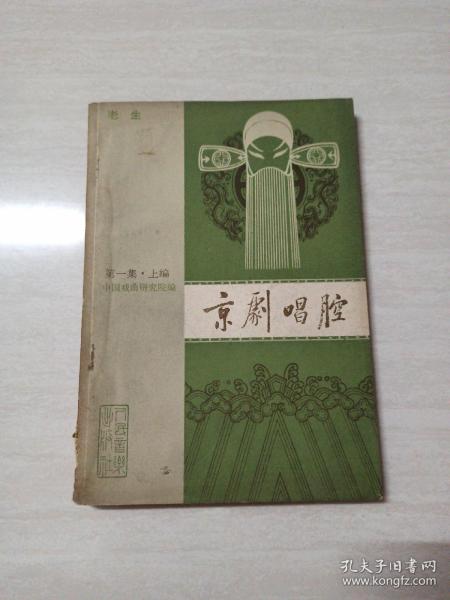 老生
第一集·上编
中国戏曲研究院编
京剧唱腔
人民音乐
出版社
孔夫子旧书网
www.kongfz.com